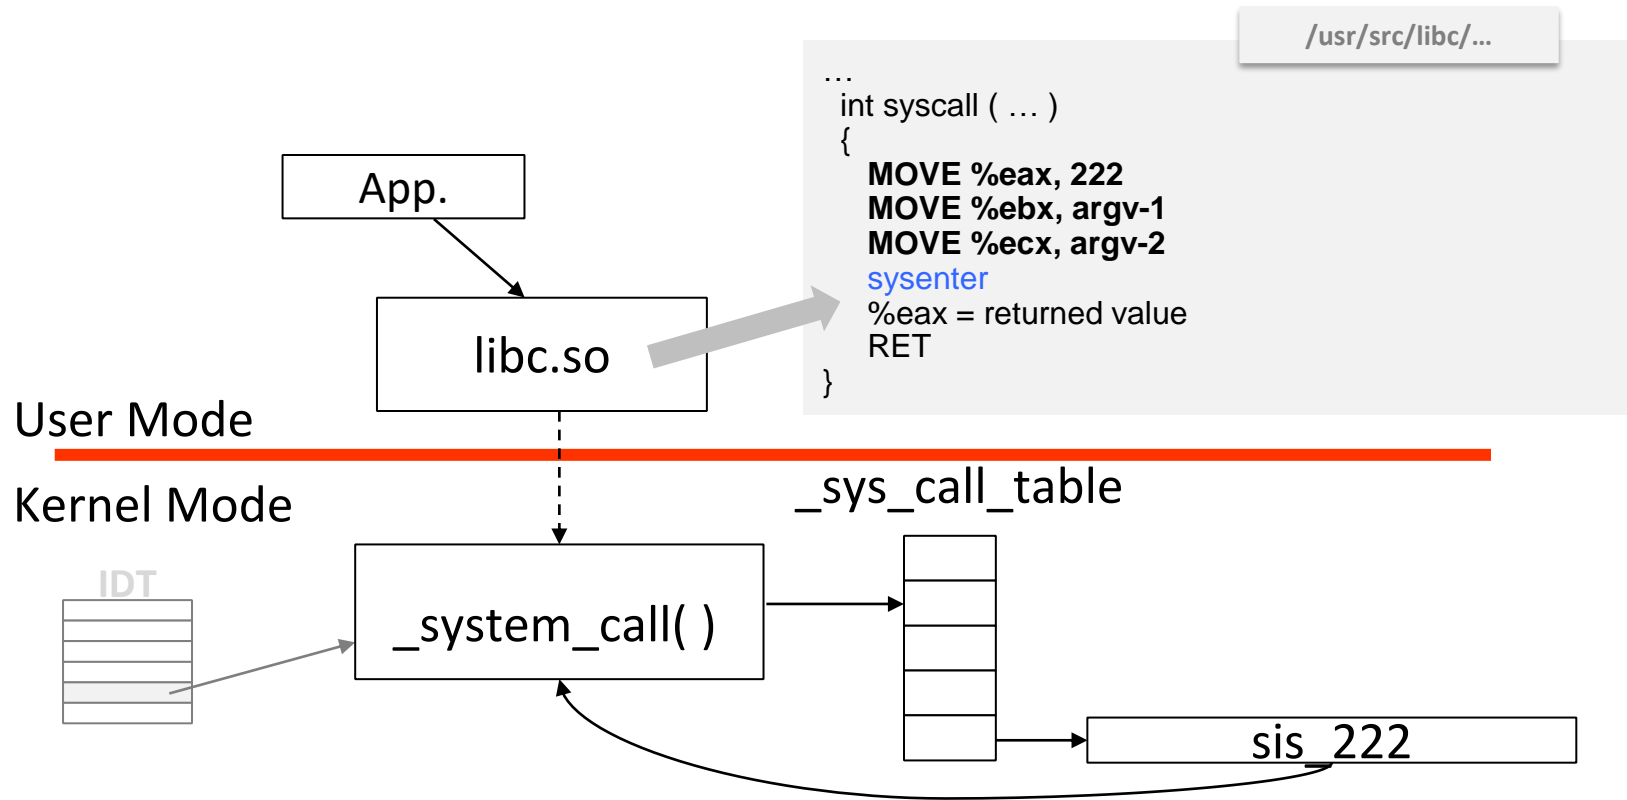 /usr/src/libc/…
…
int syscall ( … )
{
MOVE %eax, 222
MOVE %ebx, argv-1
MOVE %ecx, argv-2
sysenter
%eax = returned value
RET
}
App.
libc.so
User Mode
Kernel Mode
_sys_call_table
IDT
_system_call( )
sis_222